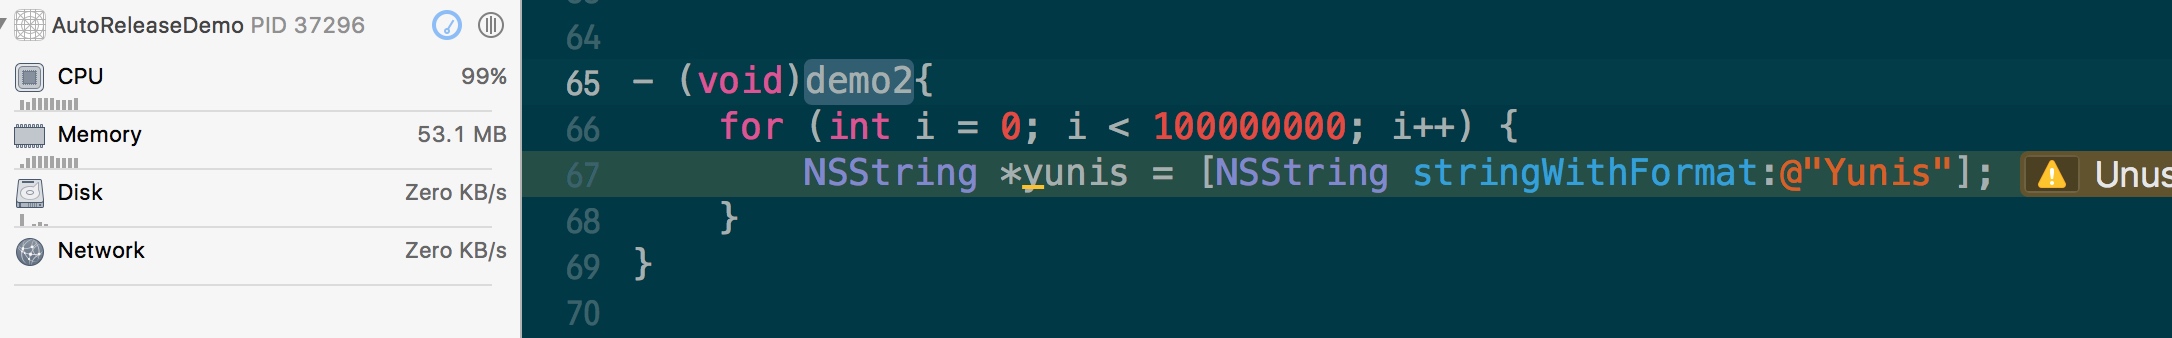 AutoReleaseDemo PID 37296
CPU 99%
Memory 53.1 MB
Disk Zero KB/s
Network Zero KB/s
64
65 - (void)demo2{
66 for (int i = 0; i < 100000000; i++) {
67 NSString *yunis = [NSString stringWithFormat:@"Yunis"]; Unus
68 }
69 }
70